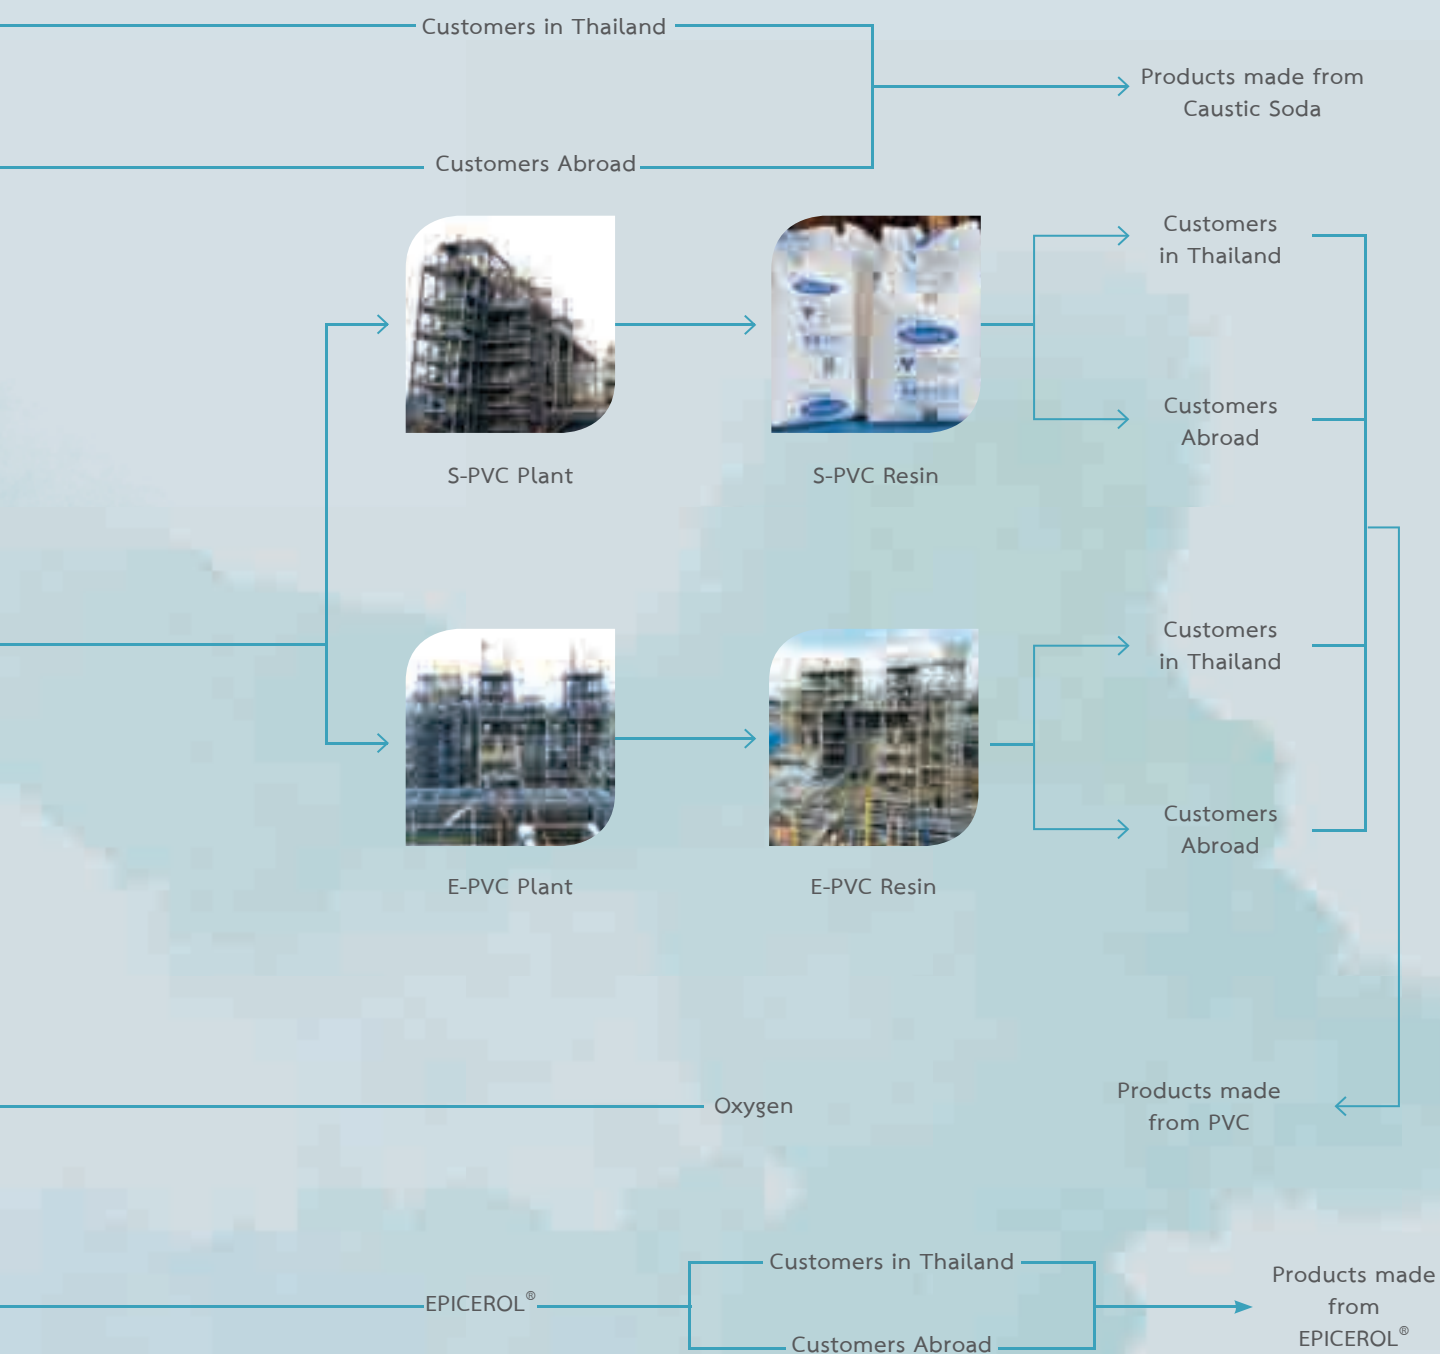 Customers in Thailand
Products made from
Caustic Soda
Customers Abroad
Customers
in Thailand
Customers
Abroad
S-PVC Plant
S-PVC Resin
Customers
in Thailand
Customers
Abroad
E-PVC Plant
E-PVC Resin
Oxygen
Products made
from PVC
Customers in Thailand
EPICEROL®
Customers Abroad
Products made
from
EPICEROL®